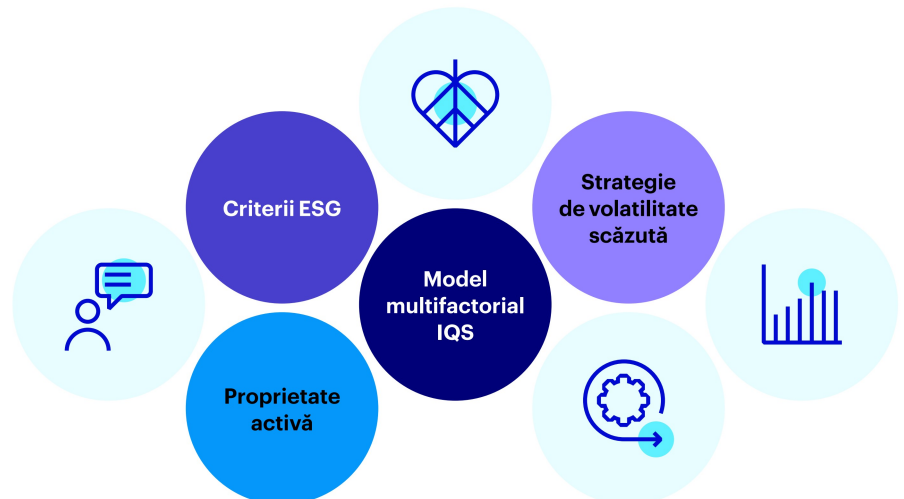 Criterii ESG
Strategie
de volatilitate
scăzută
Model
multifactorial
IQS
Proprietate
activă